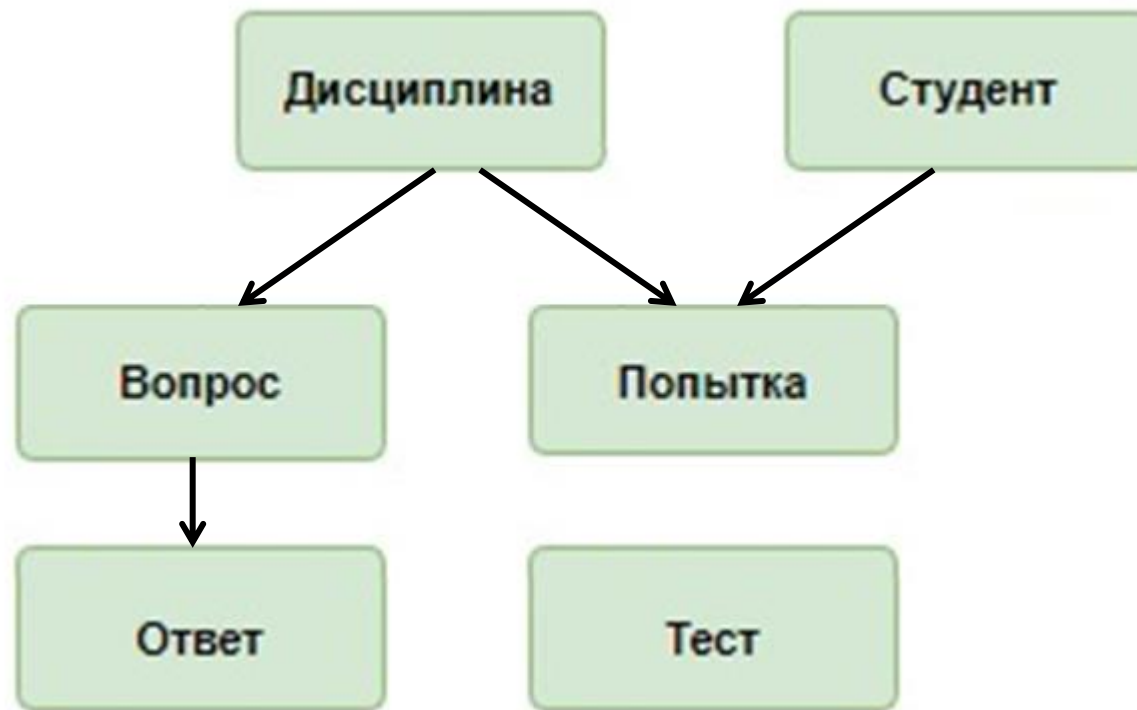 Дисциплина
Студент
Вопрос
Попытка
Ответ
Тест